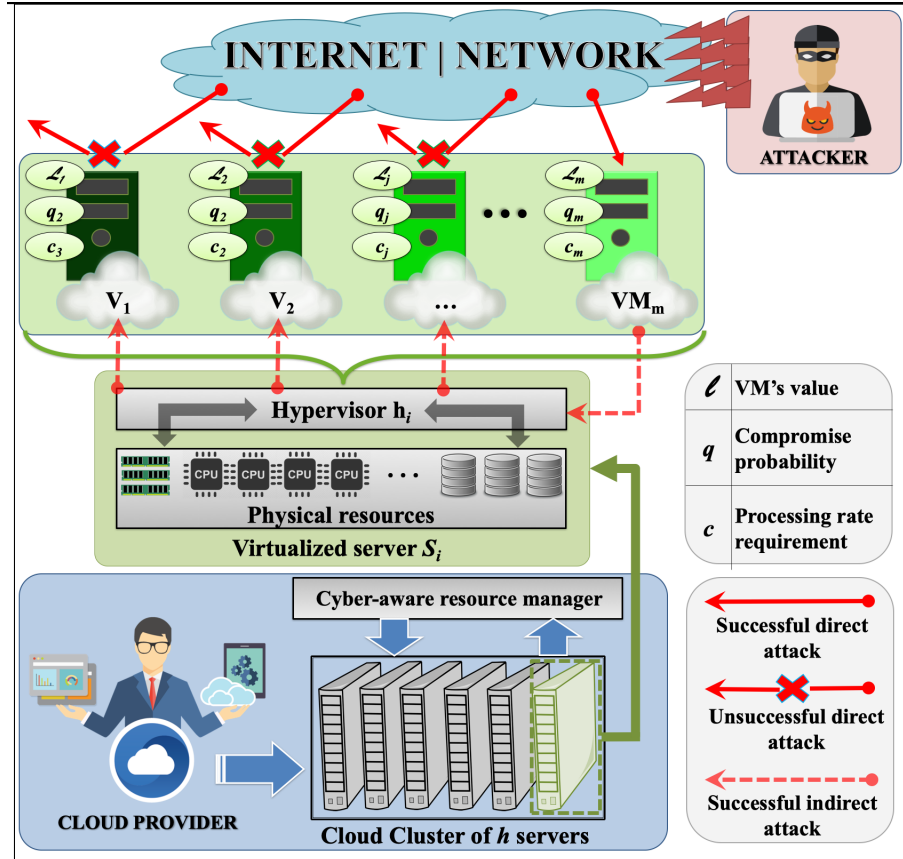 INTERNET | NETWORK
ATTACKER
ℒ₁
q₂
c₃
V₁
ℒ₂
q₂
c₂
V₂
ℒⱼ
qⱼ
cⱼ
...
•••
ℒₘ
qₘ
cₘ
VMₘ
Hypervisor hᵢ
CPU CPU CPU CPU ...
Physical resources
Virtualized server Sᵢ
ℓ VM's value
q Compromise
probability
c Processing rate
requirement
Successful direct
attack
Unsuccessful direct
attack
Successful indirect
attack
Cyber-aware resource manager
CLOUD PROVIDER
Cloud Cluster of h servers